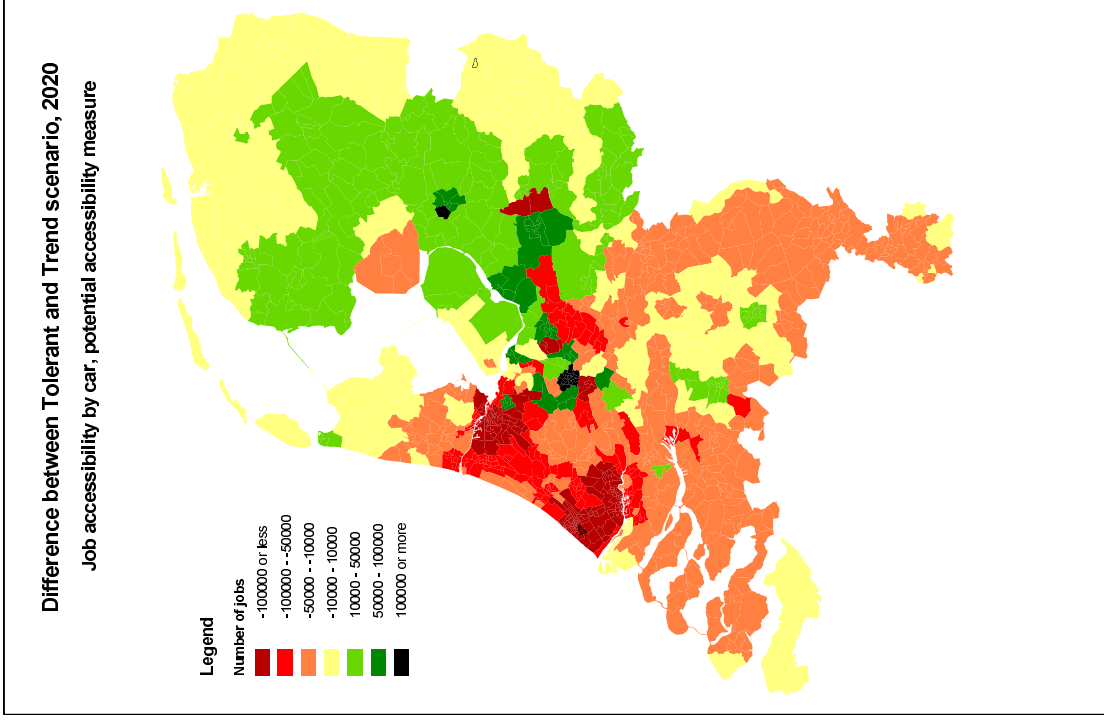 Difference between Tolerant and Trend scenario, 2020
Job accessibility by car, potential accessibility measure
Legend
Number of jobs
-100000 or less
-100000 - -50000
-50000 - -10000
-10000 - 10000
10000 - 50000
50000 - 100000
100000 or more